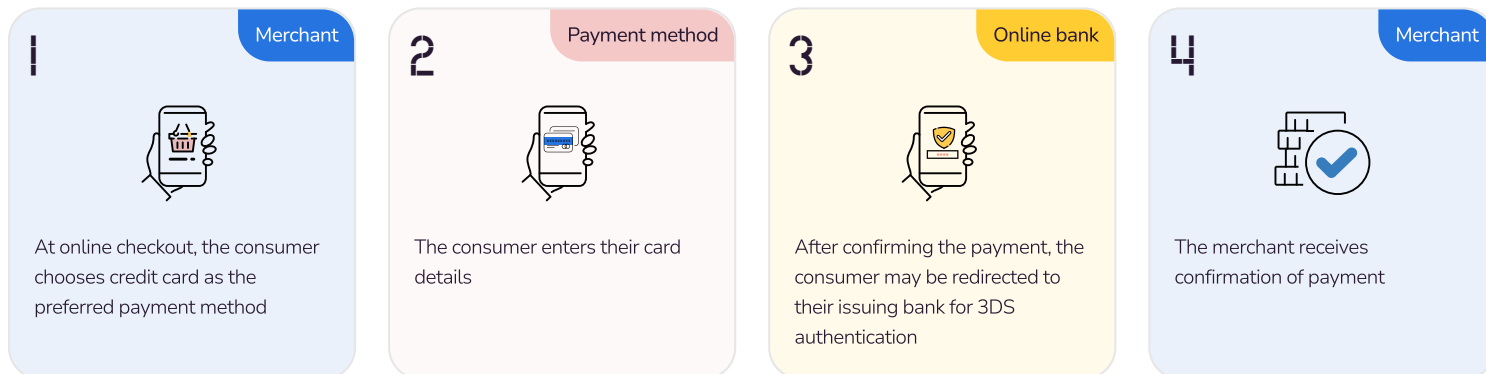 1
Merchant
At online checkout, the consumer
chooses credit card as the
preferred payment method
2
Payment method
The consumer enters their card
details
3
Online bank
After confirming the payment, the
consumer may be redirected to
their issuing bank for 3DS
authentication
4
Merchant
The merchant receives
confirmation of payment